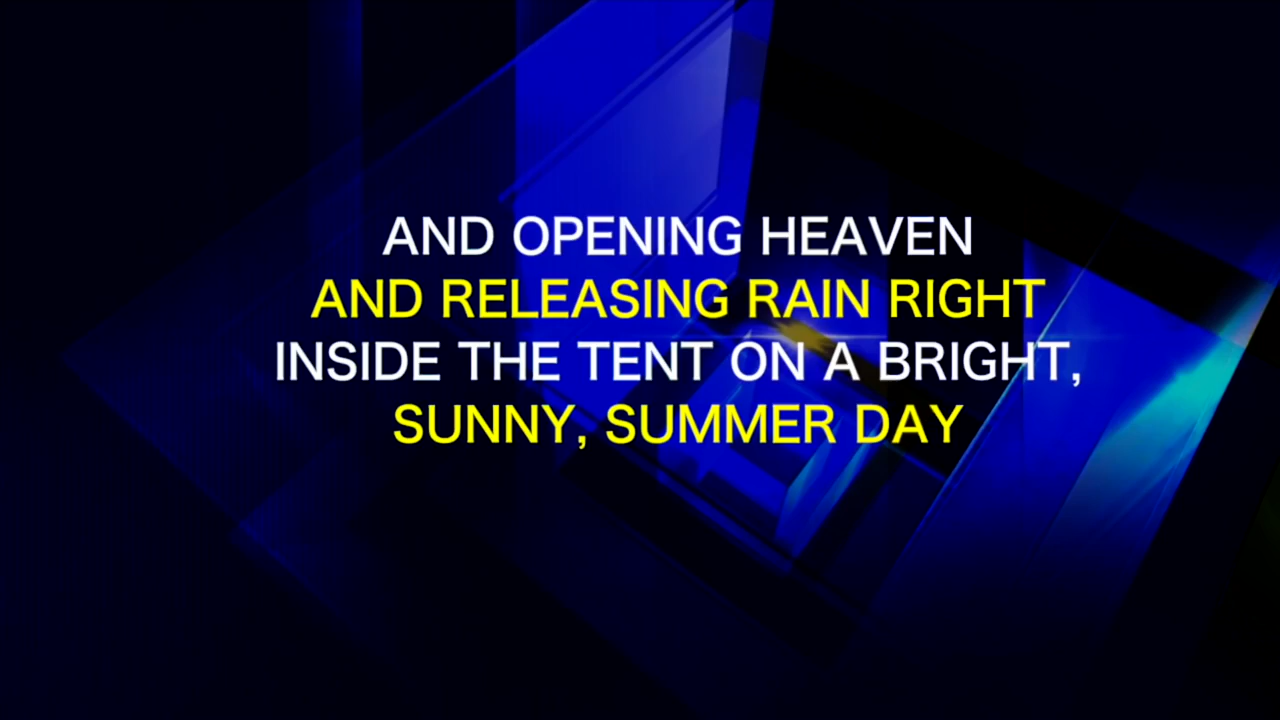 AND OPENING HEAVEN
AND RELEASING RAIN RIGHT
INSIDE THE TENT ON A BRIGHT,
SUNNY, SUMMER DAY